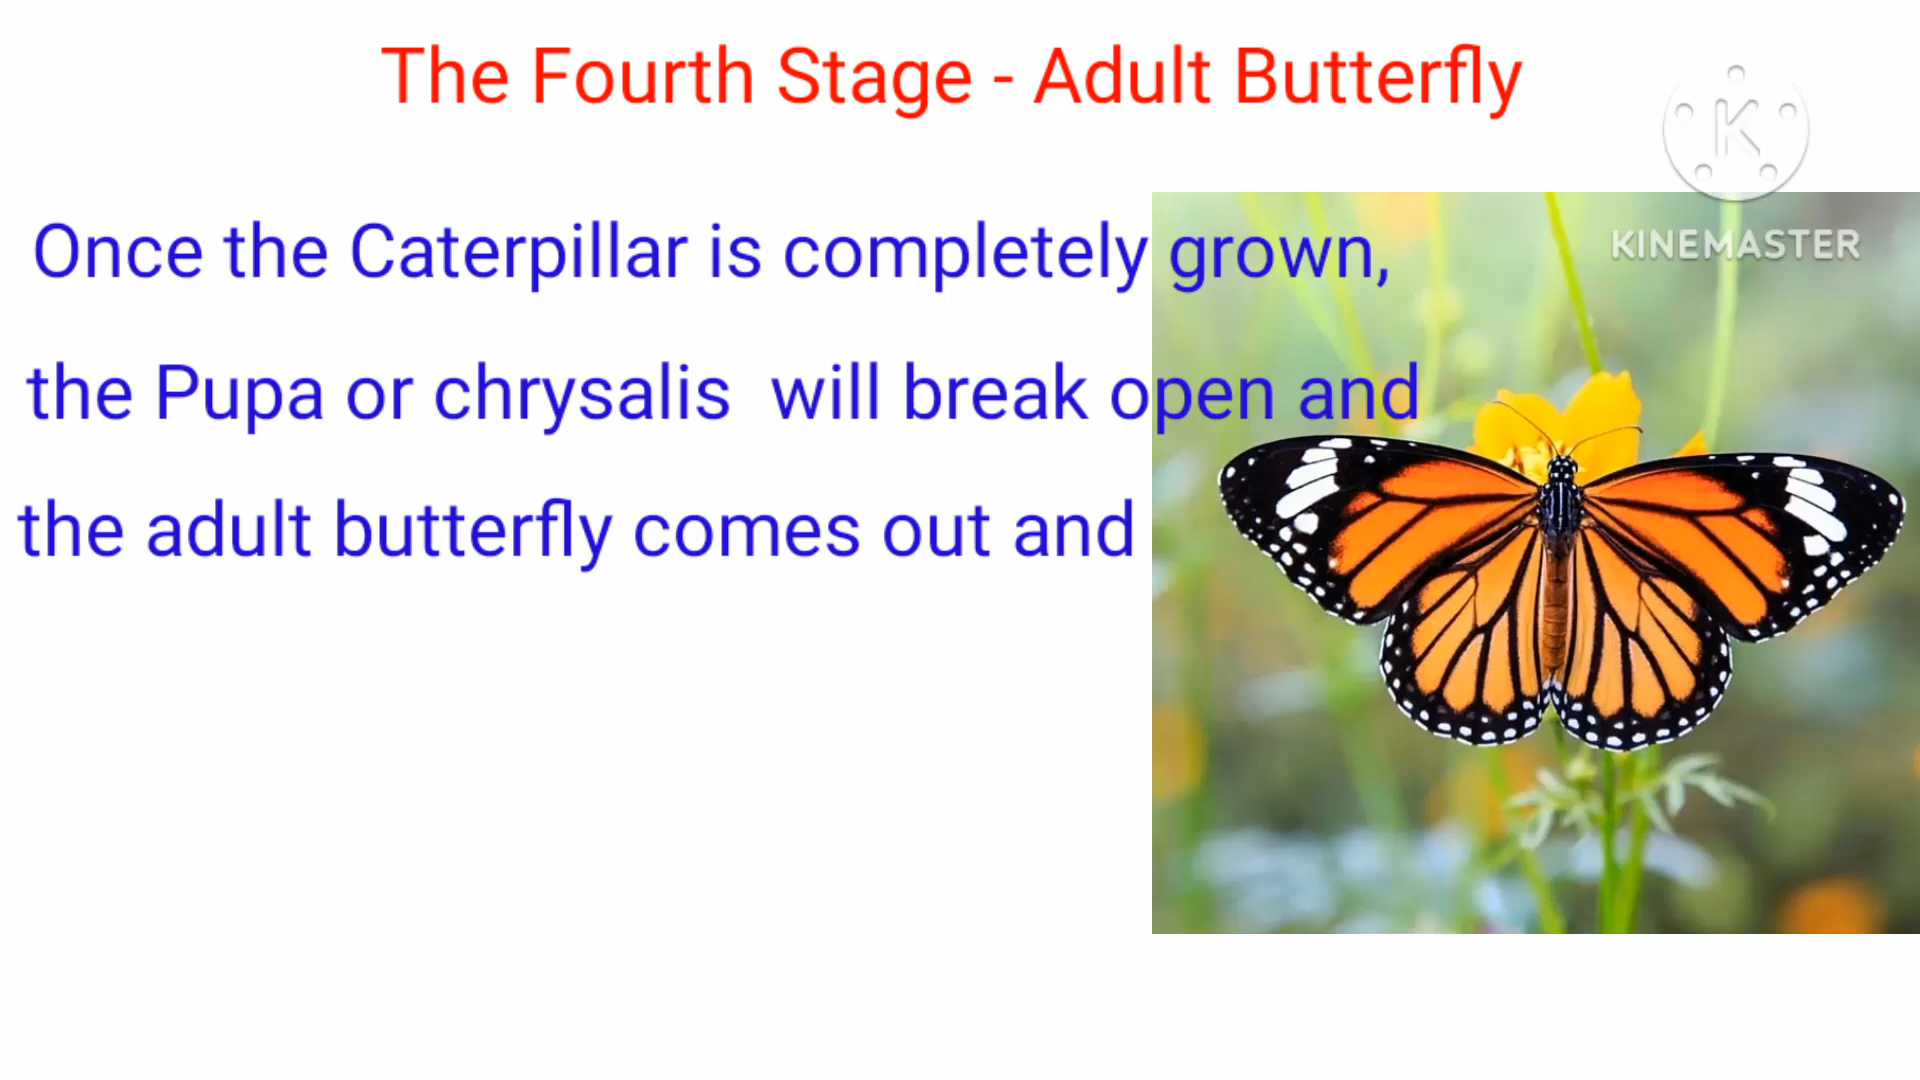 The Fourth Stage - Adult Butterfly
K
KINEMASTER
Once the Caterpillar is completely grown,
the Pupa or chrysalis  will break open and
the adult butterfly comes out and